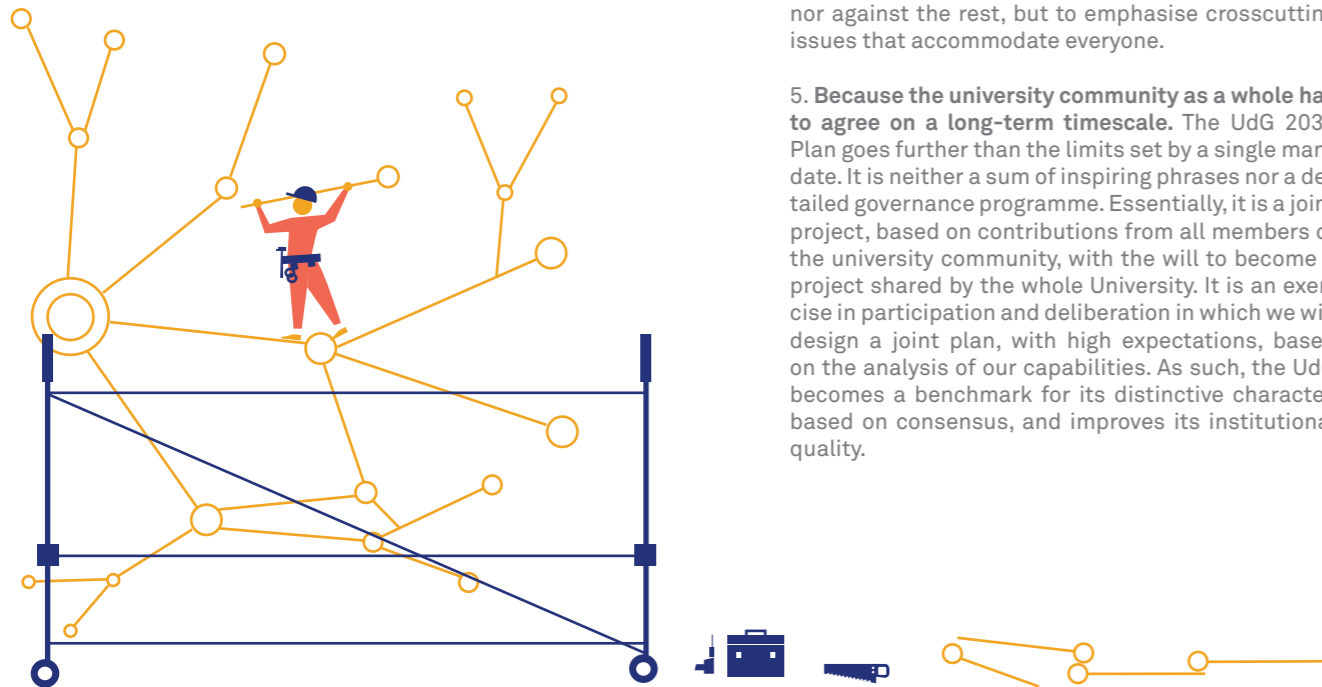 nor against the rest, but to emphasise crosscuttin
issues that accommodate everyone.
5. Because the university community as a whole ha
to agree on a long-term timescale. The UdG 203
Plan goes further than the limits set by a single man
date. It is neither a sum of inspiring phrases nor a de
tailed governance programme. Essentially, it is a join
project, based on contributions from all members o
the university community, with the will to become
project shared by the whole University. It is an exer
cise in participation and deliberation in which we wi
design a joint plan, with high expectations, base
on the analysis of our capabilities. As such, the Ud
becomes a benchmark for its distinctive characte
based on consensus, and improves its institutiona
quality.